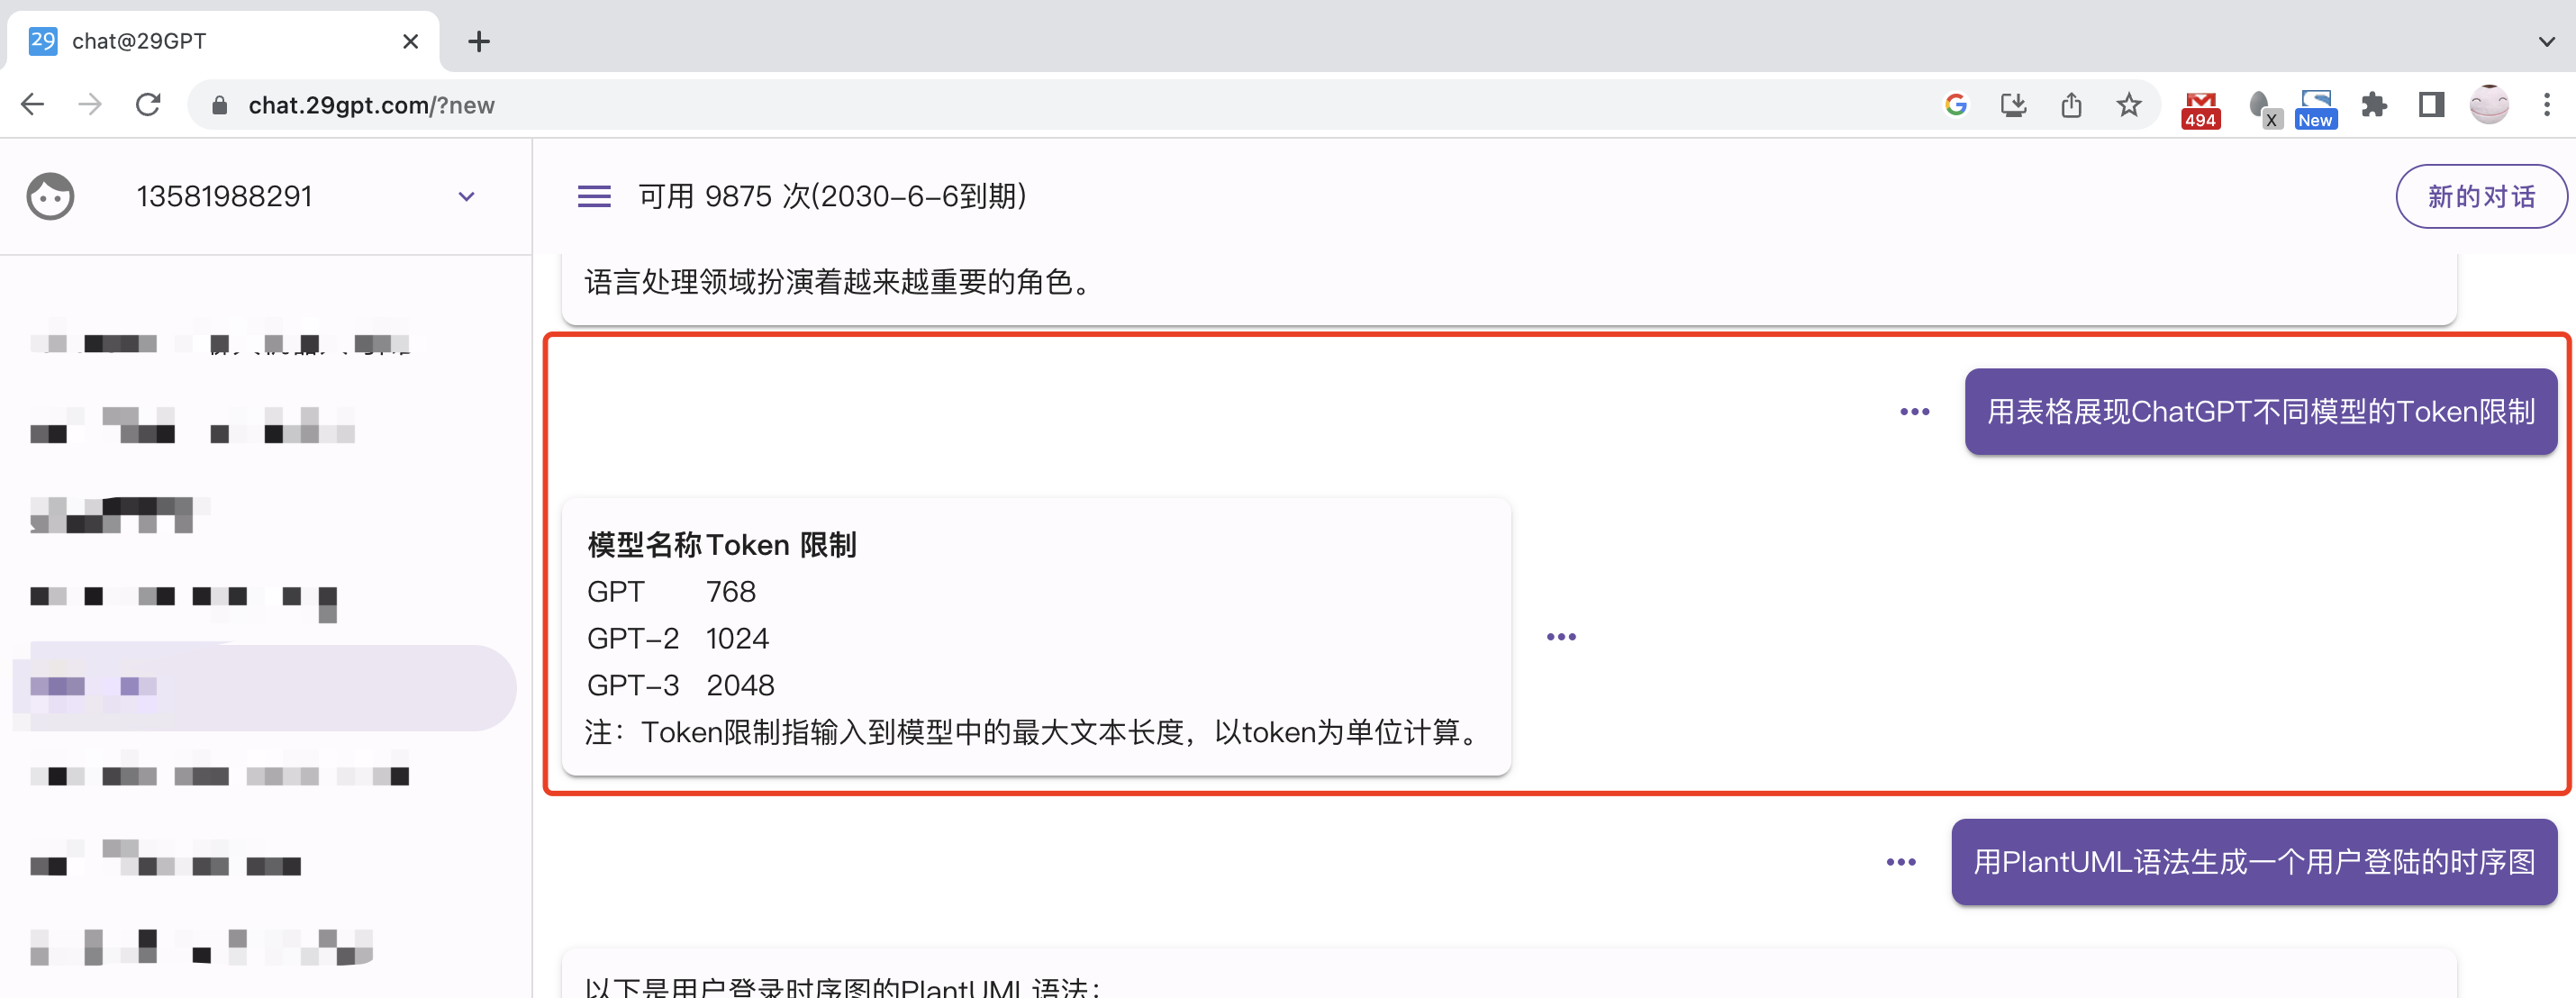 29 chat@29GPT
chat.29gpt.com/?new
494
X
New
13581988291
可用 9875 次(2030-6-6到期)
新的对话
语言处理领域扮演着越来越重要的角色。
用表格展现ChatGPT不同模型的Token限制
模型名称 Token 限制
GPT 768
GPT-2 1024
GPT-3 2048
注：Token限制指输入到模型中的最大文本长度，以token为单位计算。
用PlantUML语法生成一个用户登陆的时序图
以下是用户登录时序图的PlantUML语法：